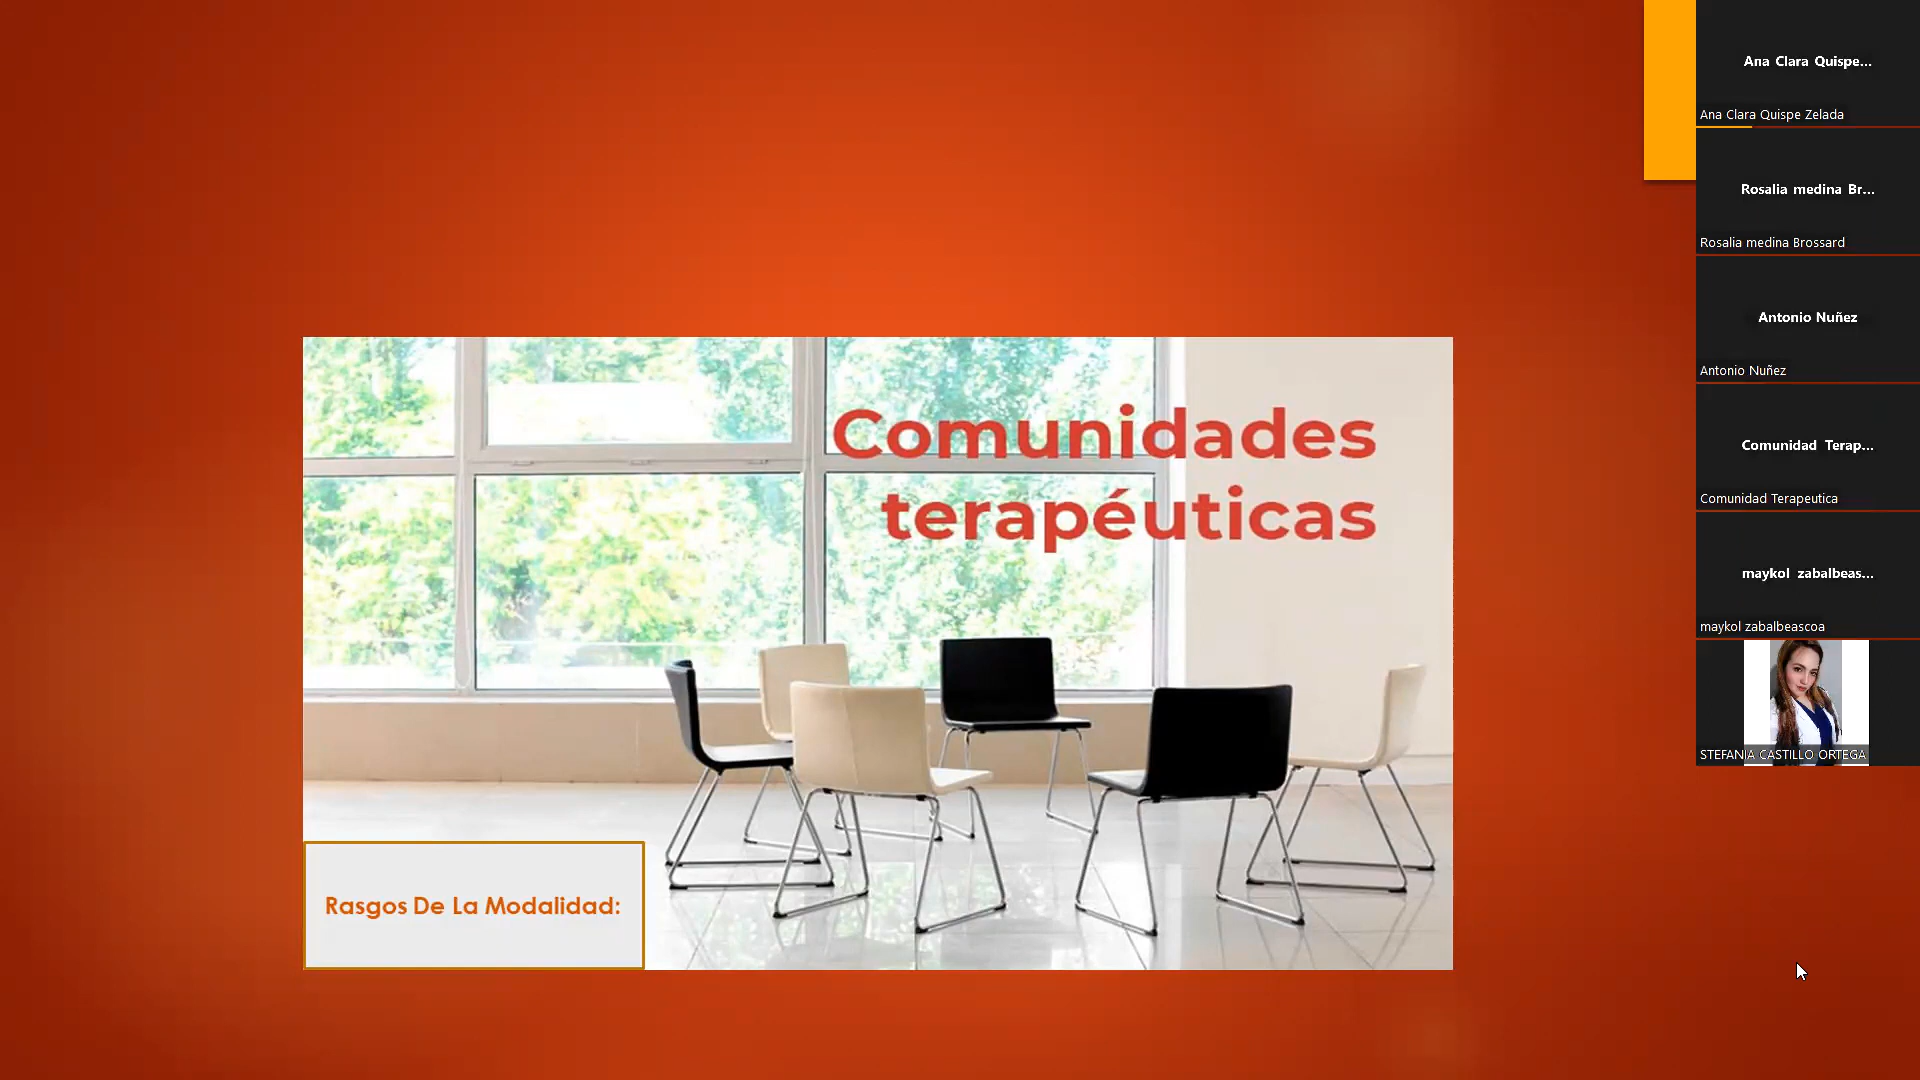 Comunidades
terapéuticas
Rasgos De La Modalidad:
Ana Clara Quispe...
Ana Clara Quispe Zelada
Rosalia medina Br...
Rosalia medina Brossard
Antonio Nuñez
Antonio Nuñez
Comunidad Terap...
Comunidad Terapeutica
maykol zabalbeas...
maykol zabalbeascoa
STEFANIA CASTILLO ORTEGA